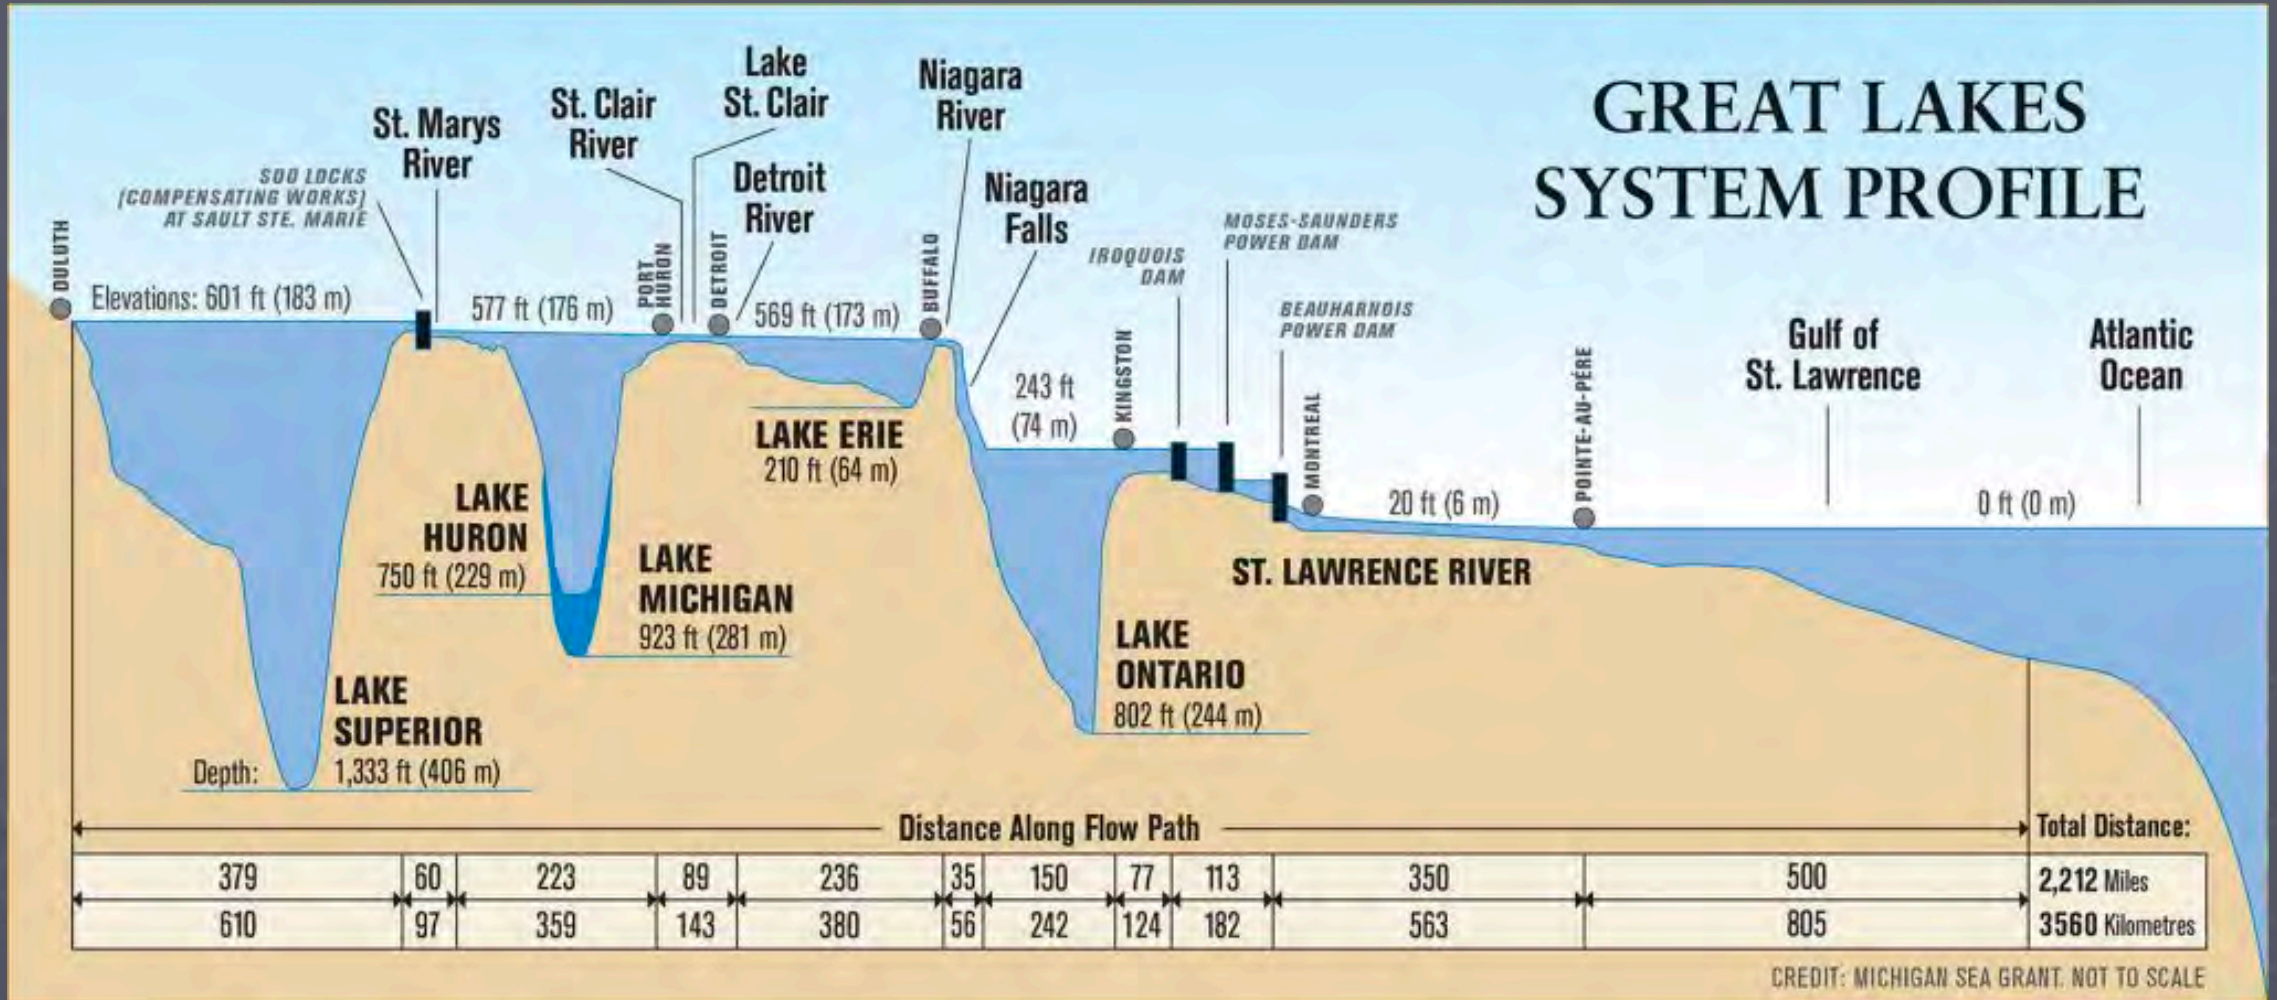 GREAT LAKES
SYSTEM PROFILE
DULUTH
SOO LOCKS
(COMPENSATING WORKS)
AT SAULT STE. MARIE
St. Marys
River
St. Clair
River
Lake
St. Clair
Detroit
River
Niagara
River
Niagara
Falls
Elevations: 601 ft (183 m)
577 ft (176 m)
PORT
HURON
DETROIT
569 ft (173 m)
BUFFALO
243 ft
(74 m)
KINGSTON
IROQUOIS
DAM
MOSES-SAUNDERS
POWER DAM
BEAUHARNOIS
POWER DAM
MONTREAL
20 ft (6 m)
POINTE-AU-PÈRE
Gulf of
St. Lawrence
Atlantic
Ocean
0 ft (0 m)
LAKE ERIE
210 ft (64 m)
LAKE
HURON
750 ft (229 m)
LAKE
MICHIGAN
923 ft (281 m)
ST. LAWRENCE RIVER
LAKE
ONTARIO
802 ft (244 m)
LAKE
SUPERIOR
Depth: 1,333 ft (406 m)
Distance Along Flow Path
Total Distance:
379 60 223 89 236 35 150 77 113 350 500 2,212 Miles
610 97 359 143 380 56 242 124 182 563 805 3560 Kilometres
CREDIT: MICHIGAN SEA GRANT. NOT TO SCALE